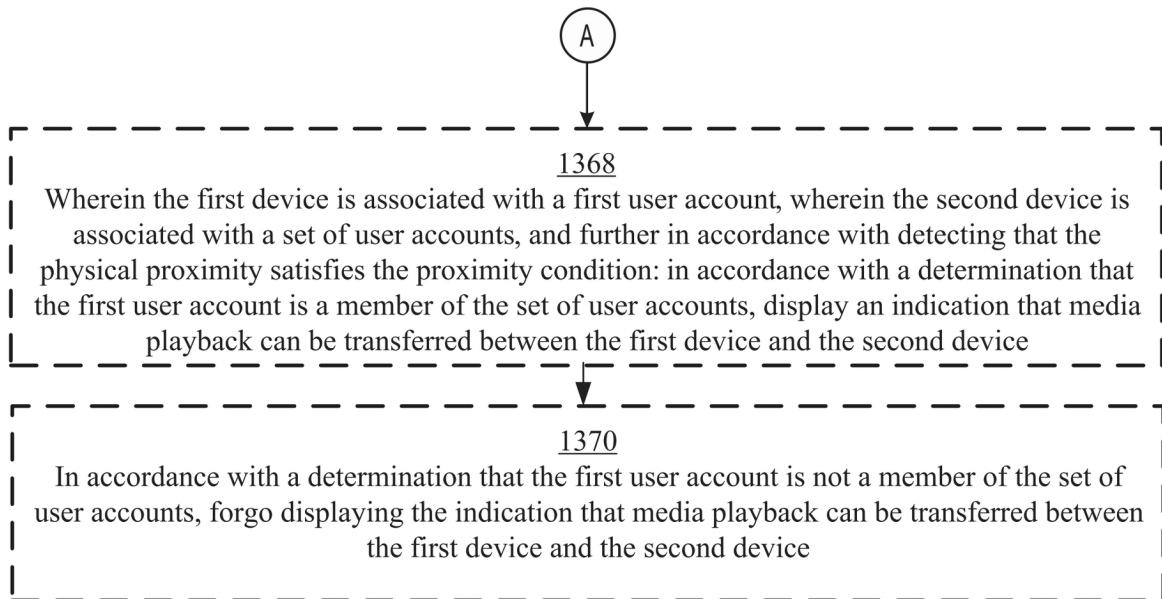 A
1368
Wherein the first device is associated with a first user account, wherein the second device is
associated with a set of user accounts, and further in accordance with detecting that the
physical proximity satisfies the proximity condition: in accordance with a determination that
the first user account is a member of the set of user accounts, display an indication that media
playback can be transferred between the first device and the second device
1370
In accordance with a determination that the first user account is not a member of the set of
user accounts, forgo displaying the indication that media playback can be transferred between
the first device and the second device